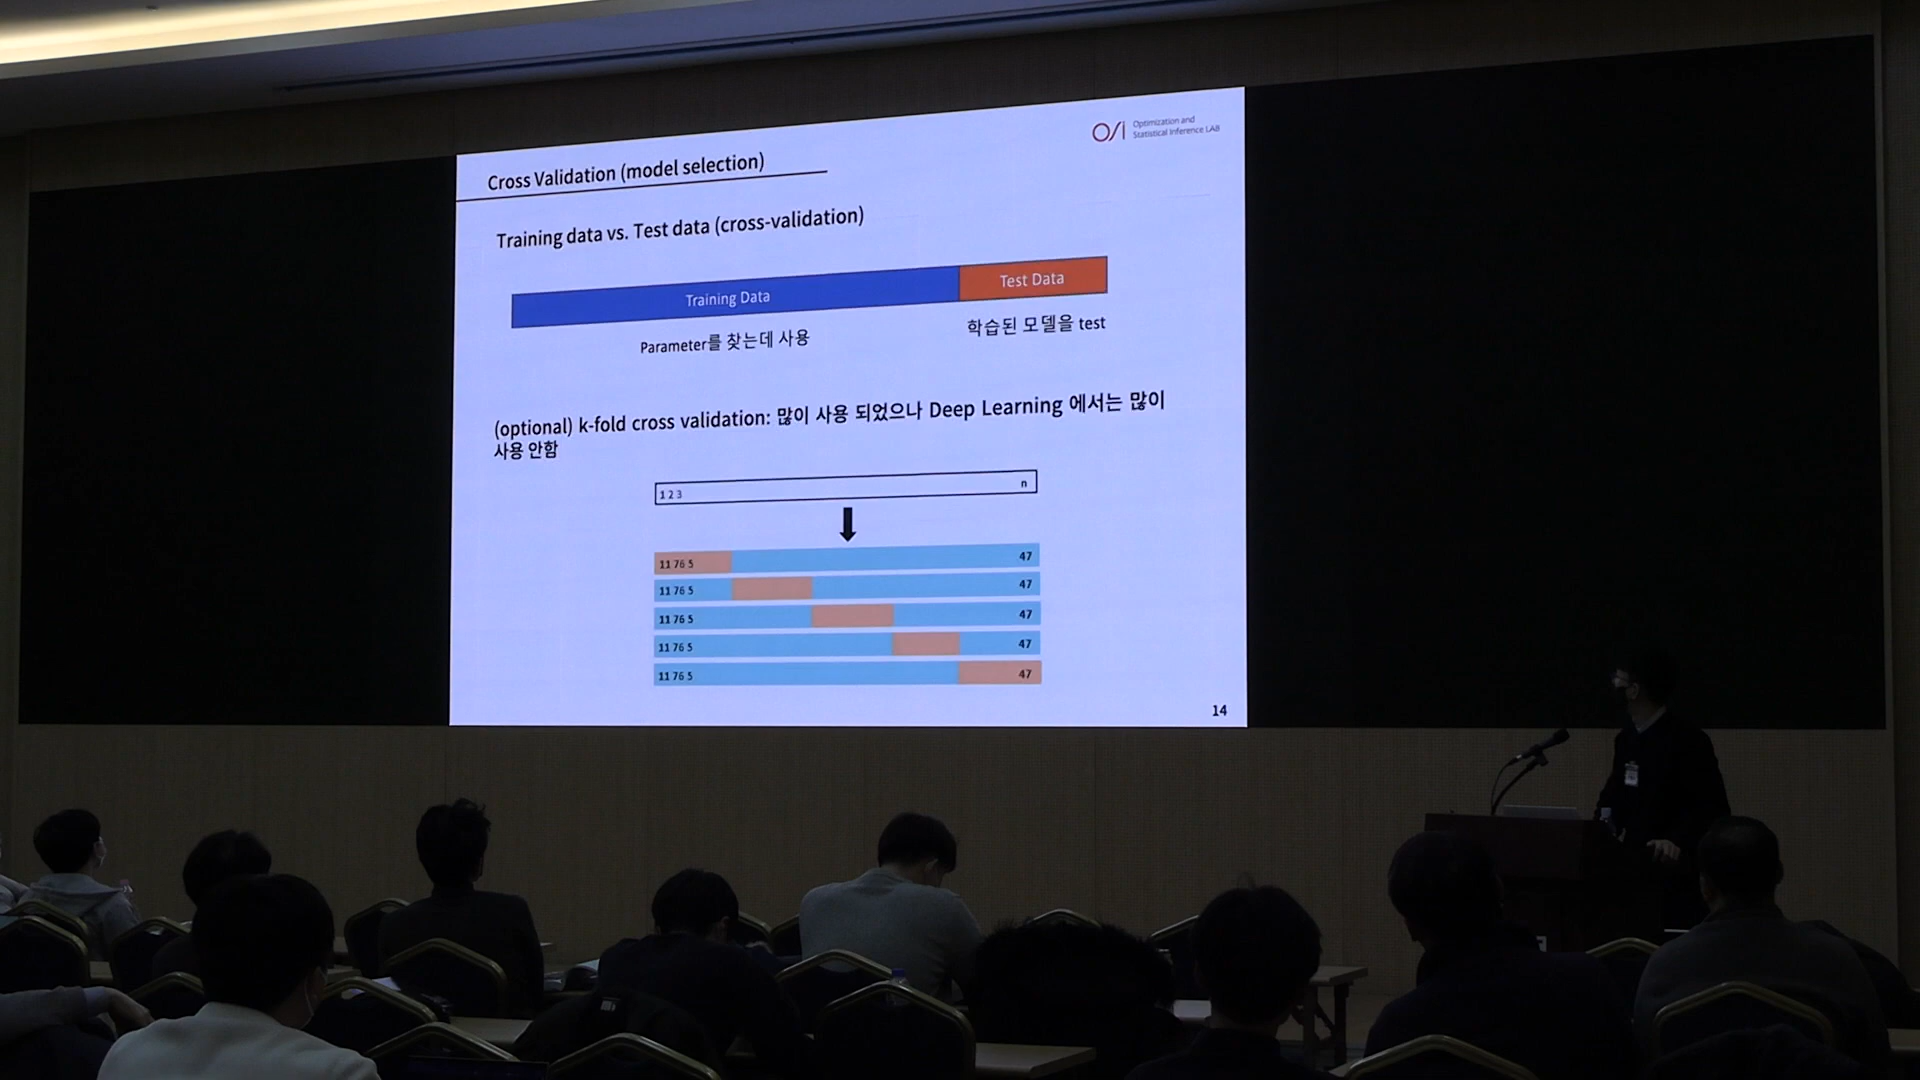 OSI Optimization and
Statistical Inference LAB
Cross Validation (model selection)
Training data vs. Test data (cross-validation)
Training Data
Test Data
Parameter를 찾는데 사용
학습된 모델을 test
(optional) k-fold cross validation: 많이 사용 되었으나 Deep Learning 에서는 많이
사용 안함
1 2 3 n
11 76 5 47
11 76 5 47
11 76 5 47
11 76 5 47
11 76 5 47
14